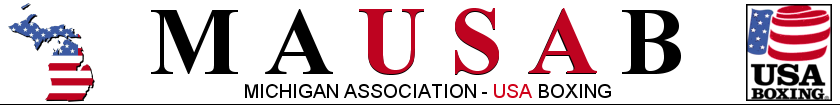 MAUSAB
MICHIGAN ASSOCIATION - USA BOXING
USA
BOXING